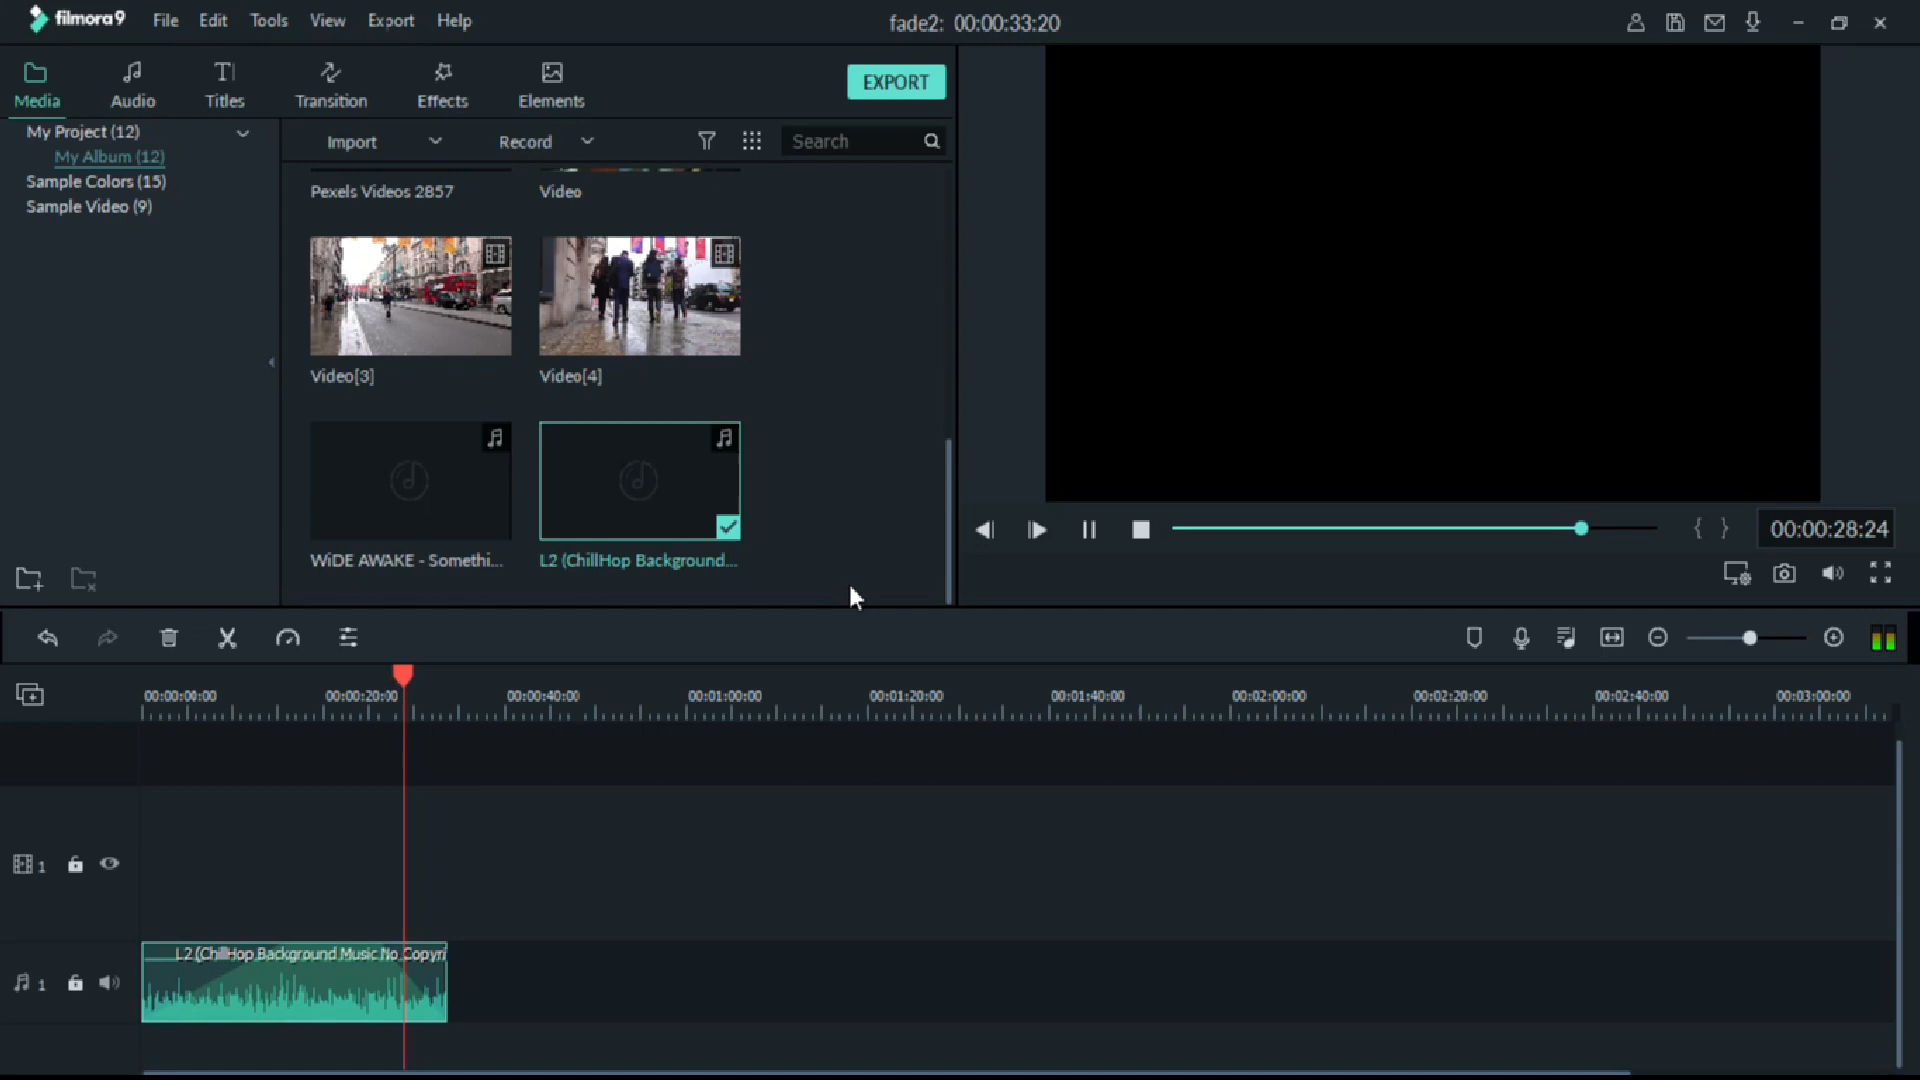 filmora9 File Edit Tools View Export Help fade2: 00:00:33:20
Media Audio Titles Transition Effects Elements EXPORT
My Project (12)
My Album (12)
Sample Colors (15)
Sample Video (9)
Import Record Search
Pexels Videos 2857 Video
Video[3] Video[4]
WiDE AWAKE - Somethi... L2 (ChillHop Background...
{ } 00:00:28:24
00:00:00:00 00:00:20:00 00:00:40:00 00:01:00:00 00:01:20:00 00:01:40:00 00:02:00:00 00:02:20:00 00:02:40:00 00:03:00:00
1
L2 (ChillHop Background Music No Copyri
1